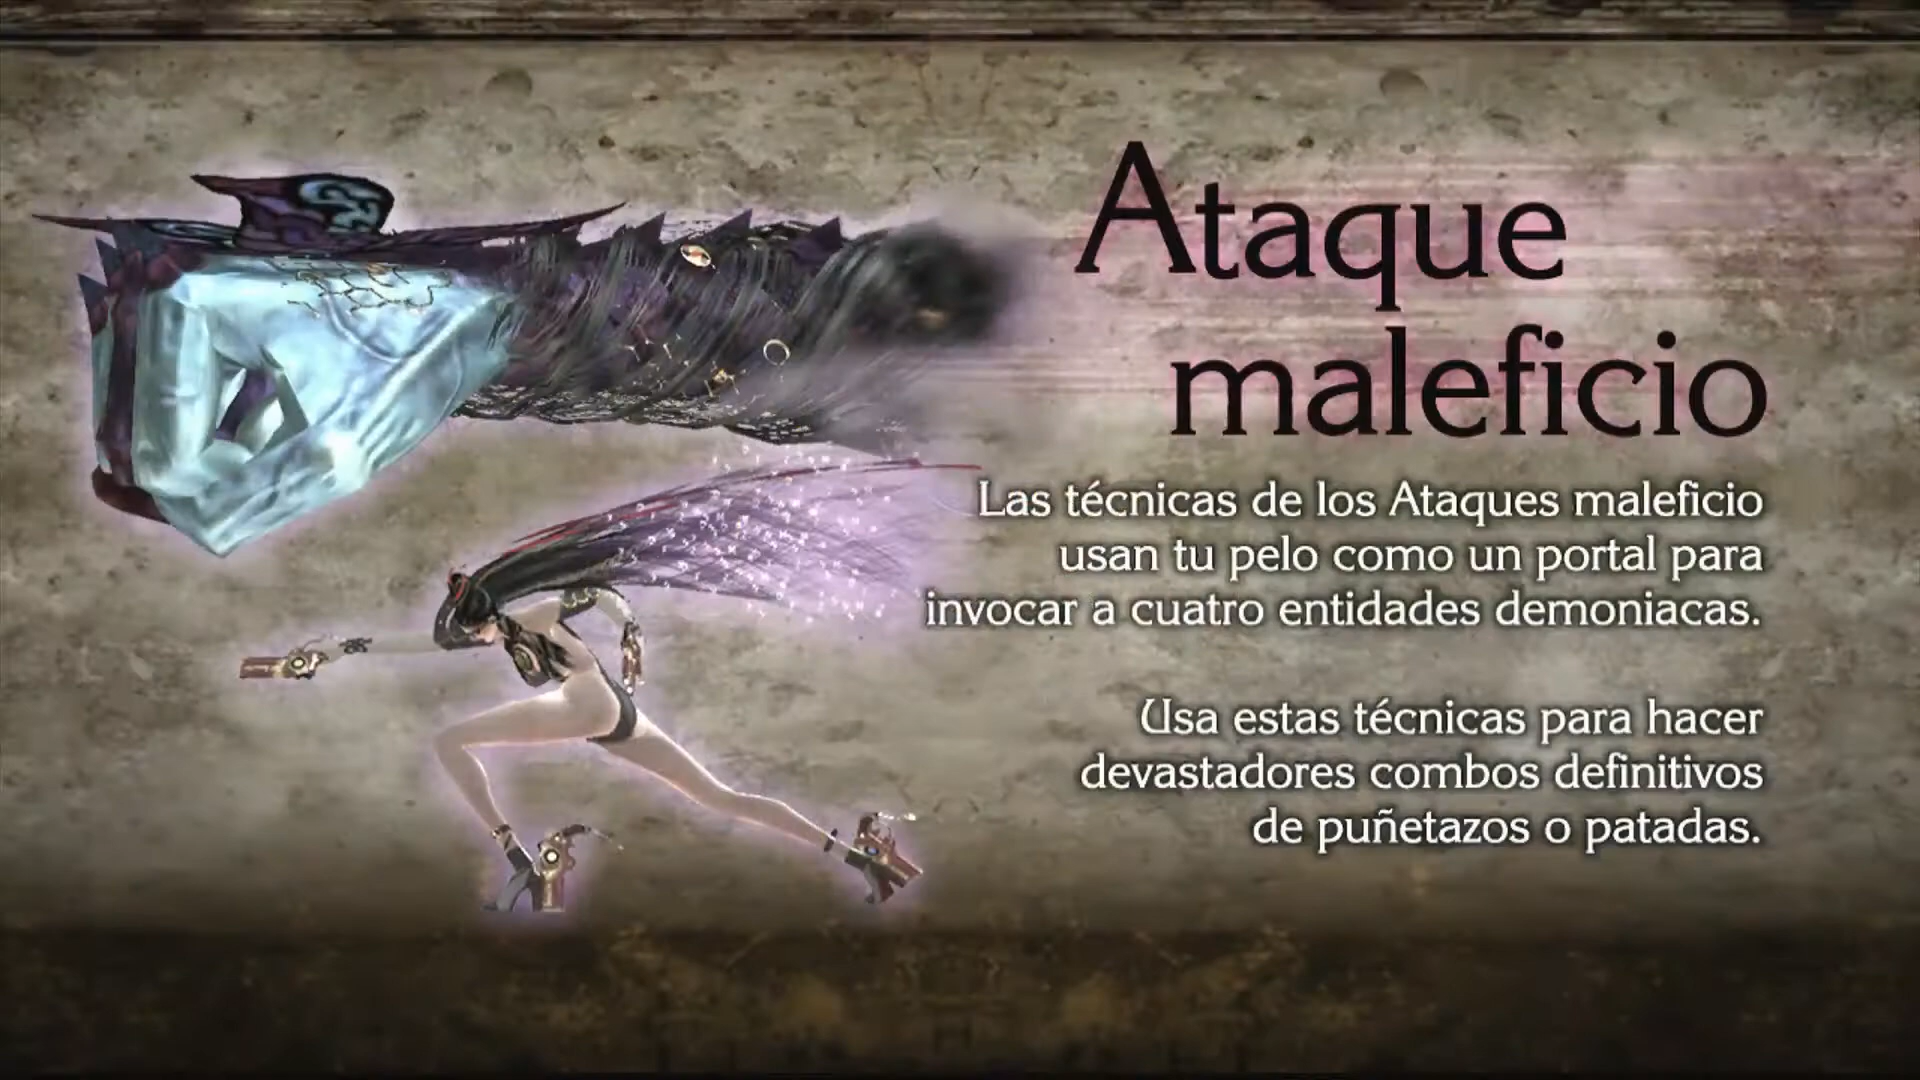 Ataque
maleficio
Las técnicas de los Ataques maleficio
usan tu pelo como un portal para
invocar a cuatro entidades demoniacas.
Usa estas técnicas para hacer
devastadores combos definitivos
de puñetazos o patadas.